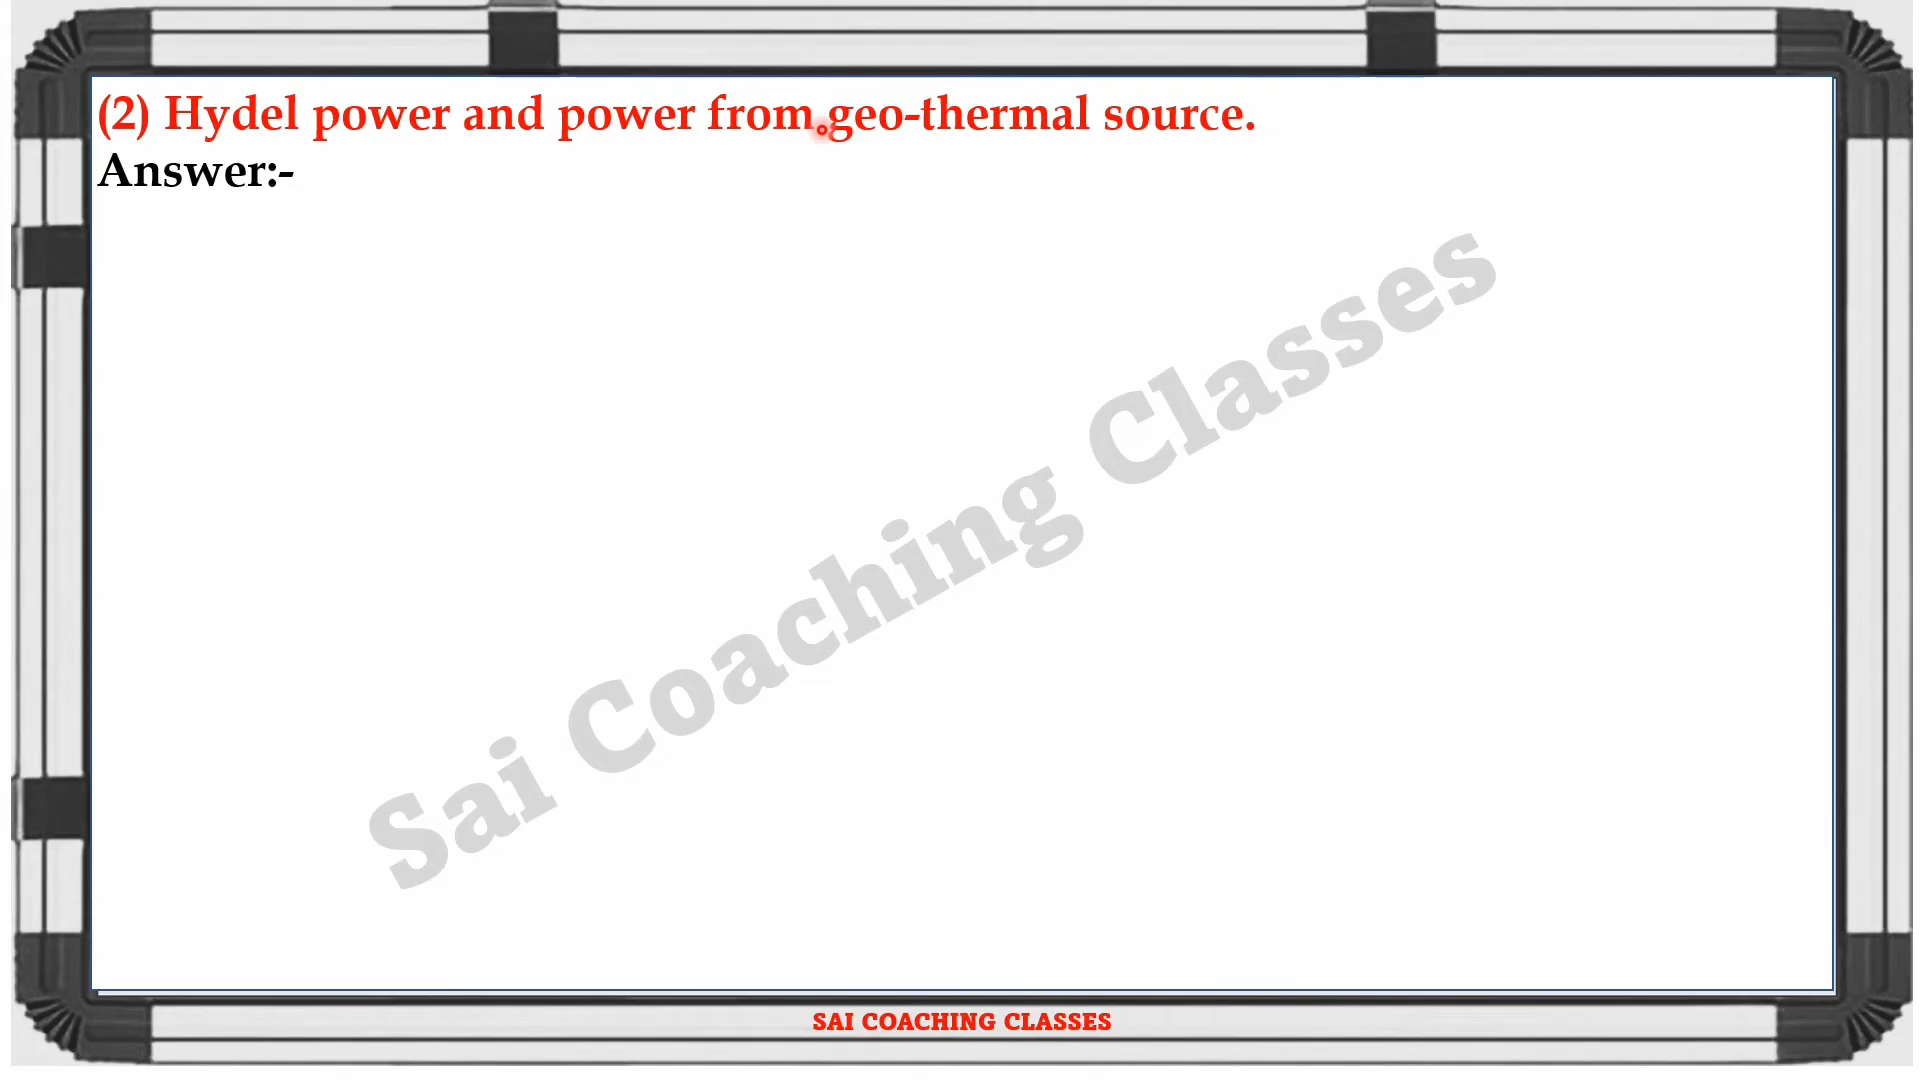 (2) Hydel power and power from geo-thermal source.
Answer:-
Sai Coaching Classes
SAI COACHING CLASSES